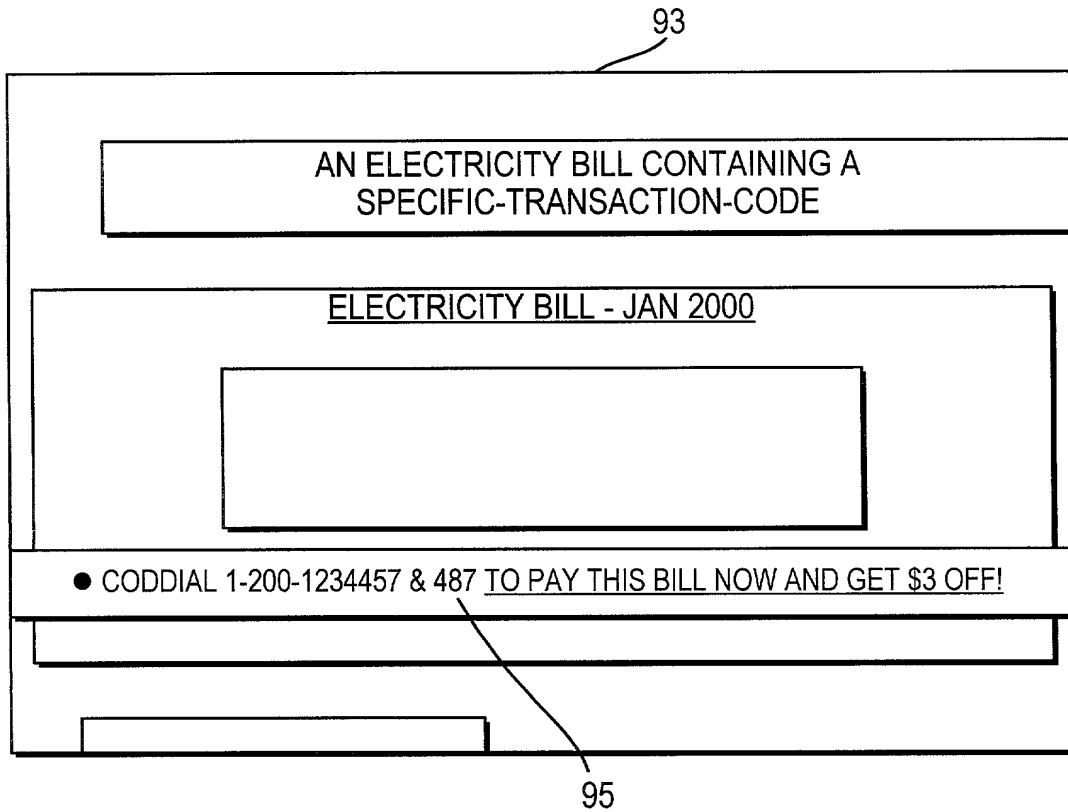 93
AN ELECTRICITY BILL CONTAINING A
SPECIFIC-TRANSACTION-CODE
ELECTRICITY BILL - JAN 2000
● CODDIAL 1-200-1234457 & 487 TO PAY THIS BILL NOW AND GET $3 OFF!
95